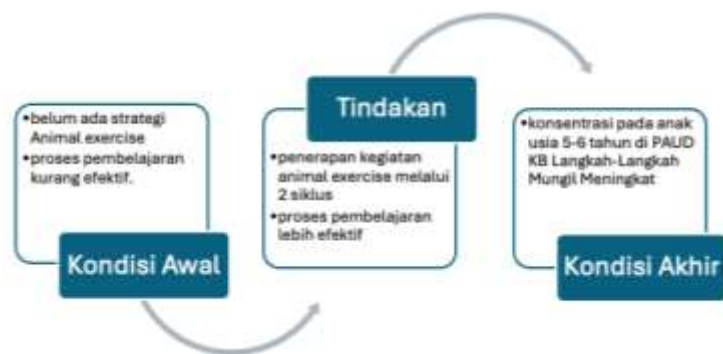 •belum ada strategi
Animal exercise
•proses pembelajaran
kurang efektif.
Kondisi Awal
Tindakan
•penerapan kegiatan
animal exercise melalui
2 siklus
•proses pembelajaran
lebih efektif
•konsentrasi pada anak
usia 5-6 tahun di PAUD
KB Langkah-Langkah
Mungil Meningkat
Kondisi Akhir